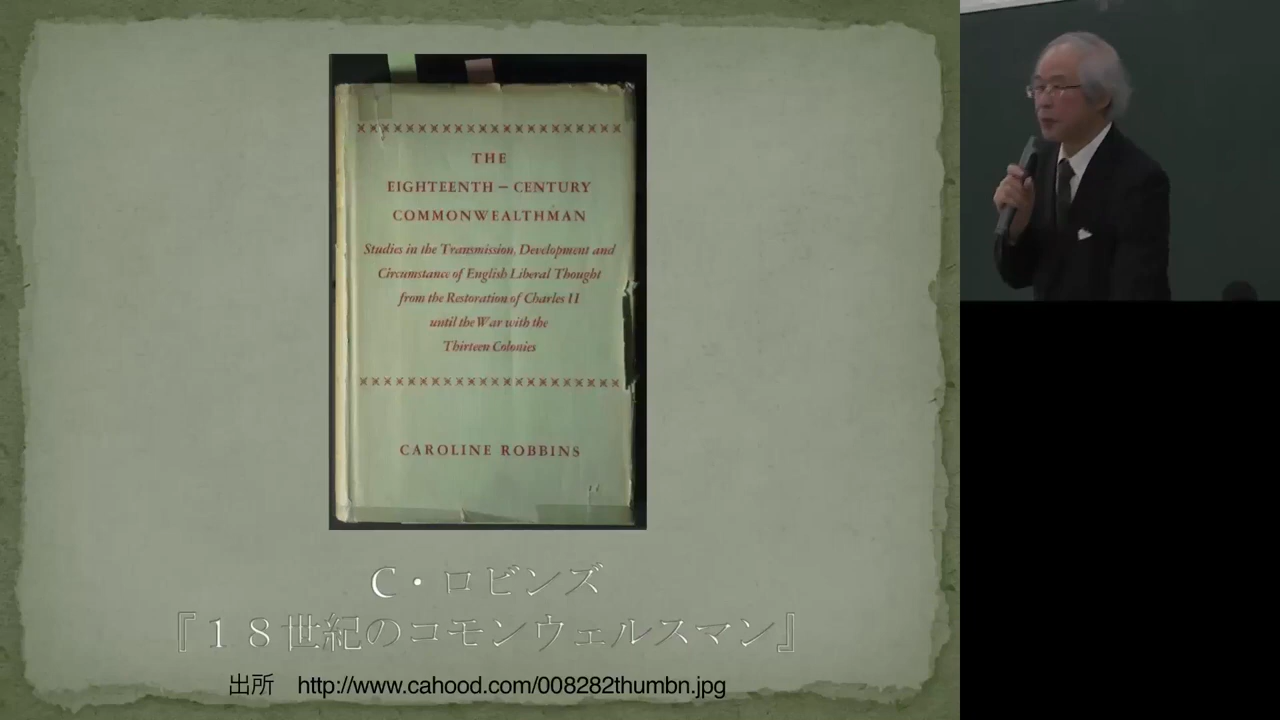 THE
EIGHTEENTH – CENTURY
COMMONWEALTHMAN
Studies in the Transmission, Development and
Circumstance of English Liberal Thought
from the Restoration of Charles II
until the War with the
Thirteen Colonies
CAROLINE ROBBINS
C・ロビンズ
『１８世紀のコモンウェルスマン』
出所　http://www.cahood.com/008282thumbn.jpg